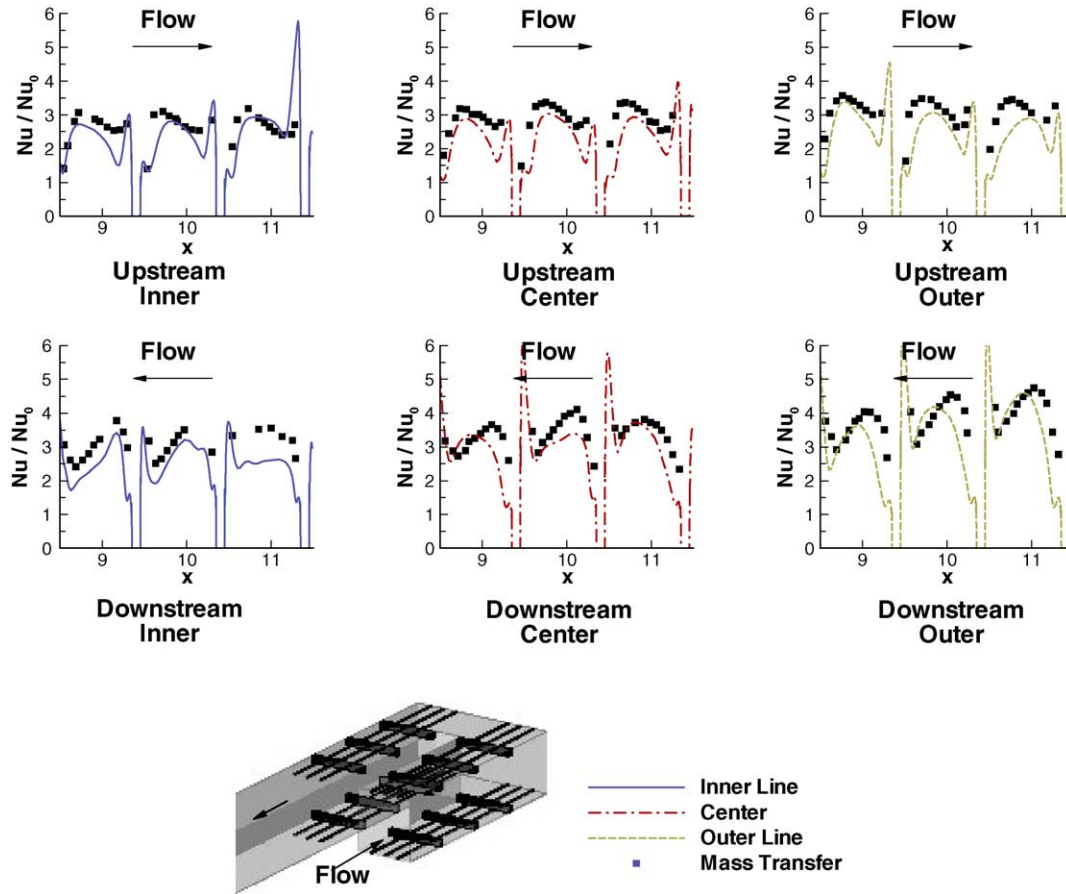 Flow
Nu / Nu0
6
5
4
3
2
1
0
9
10
11
x
Upstream
Inner
Flow
Nu / Nu0
6
5
4
3
2
1
0
9
10
11
x
Upstream
Center
Flow
Nu / Nu0
6
5
4
3
2
1
0
9
10
11
x
Upstream
Outer
Flow
Nu / Nu0
6
5
4
3
2
1
0
9
10
11
x
Downstream
Inner
Flow
Nu / Nu0
6
5
4
3
2
1
0
9
10
11
x
Downstream
Center
Flow
Nu / Nu0
6
5
4
3
2
1
0
9
10
11
x
Downstream
Outer
Flow
Inner Line
Center
Outer Line
Mass Transfer